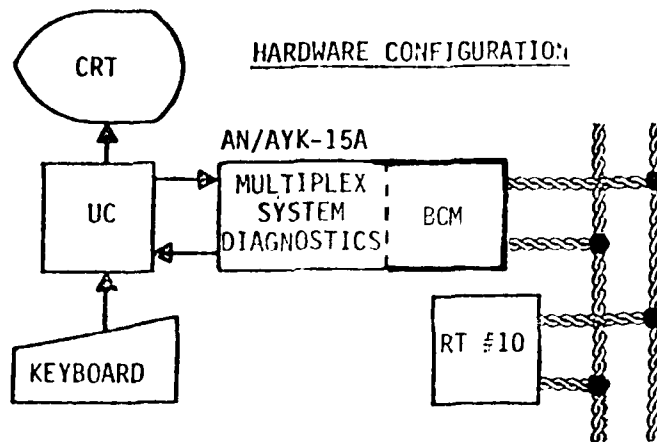 HARDWARE CONFIGURATION
CRT
AN/AYK-15A
UC
MULTIPLEX
SYSTEM
DIAGNOSTICS
BCM
RT #10
KEYBOARD